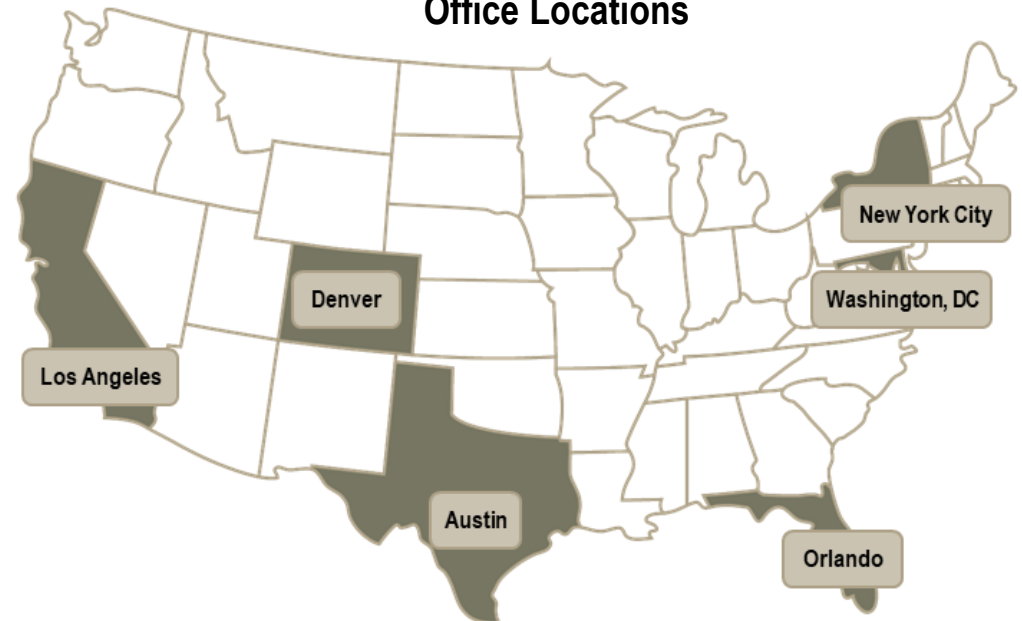 Office Locations
New York City
Washington, DC
Denver
Los Angeles
Austin
Orlando